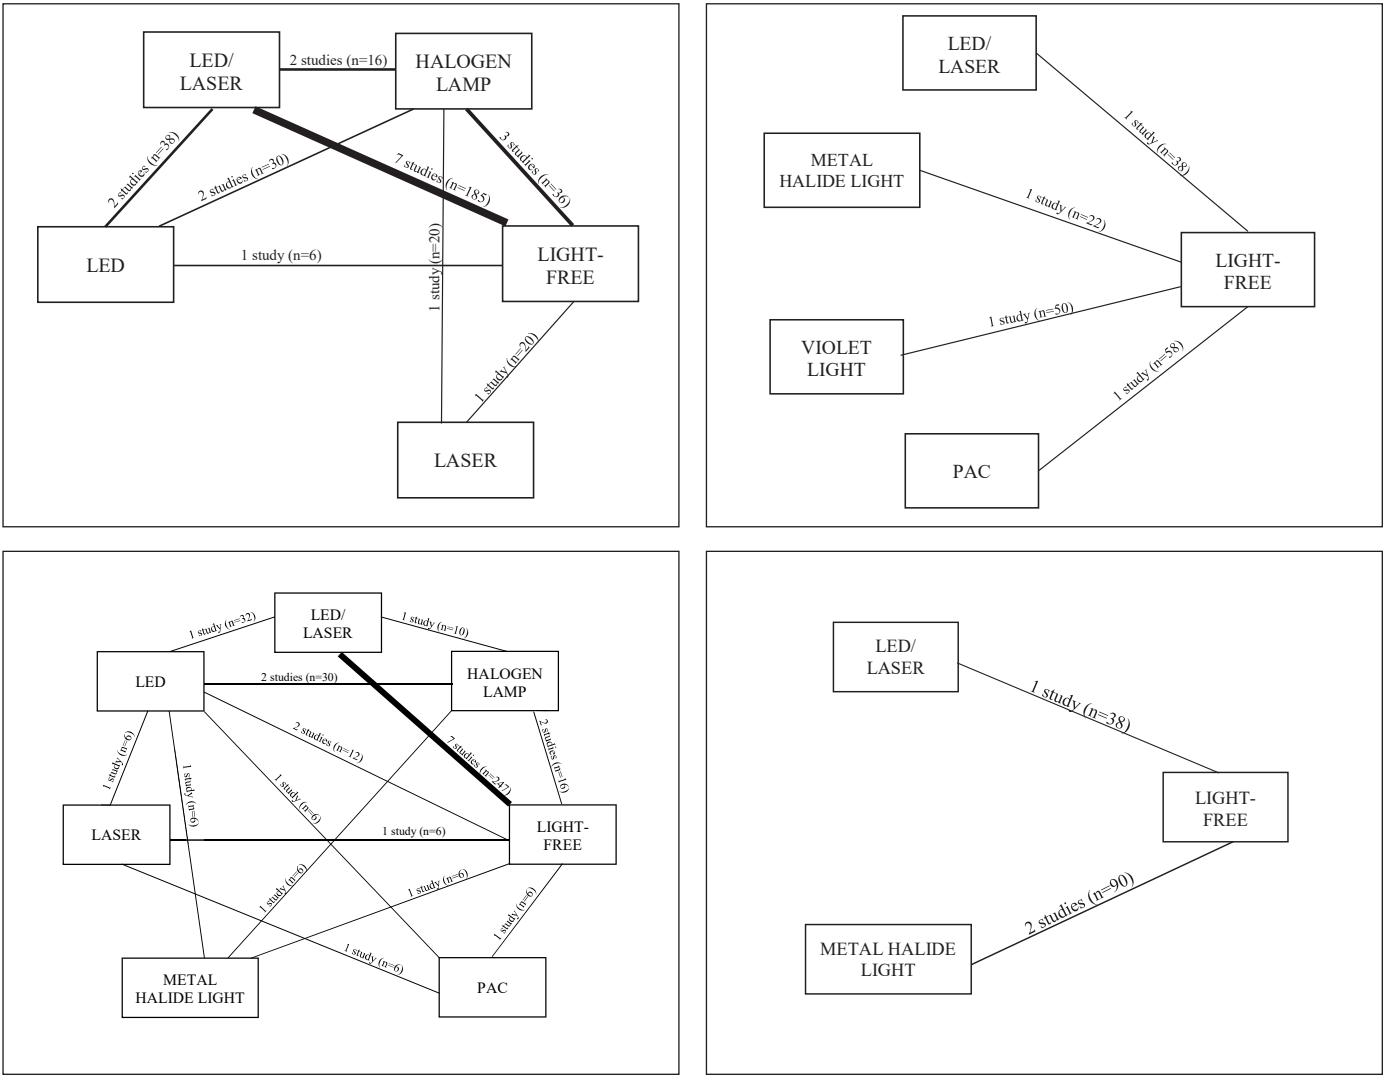 LED/
LASER
2 studies (n=16)
HALOGEN
LAMP
2 studies (n=38)
2 studies (n=30)
7 studies (n=185)
3 studies (n=36)
LED
1 study (n=6)
1 study (n=20)
LIGHT-
FREE
1 study (n=20)
LASER
LED/
LASER
1 study (n=38)
METAL
HALIDE LIGHT
1 study (n=22)
LIGHT-
FREE
VIOLET
LIGHT
1 study (n=50)
1 study (n=58)
PAC
LED/
LASER
1 study (n=32)
1 study (n=10)
LED
2 studies (n=30)
HALOGEN
LAMP
2 studies (n=12)
7 studies (n=247)
2 studies (n=16)
1 study (n=6)
1 study (n=6)
1 study (n=6)
LASER
1 study (n=6)
LIGHT-
FREE
1 study (n=6)
1 study (n=6)
1 study (n=6)
1 study (n=6)
METAL
HALIDE LIGHT
PAC
LED/
LASER
1 study (n=38)
LIGHT-
FREE
2 studies (n=90)
METAL HALIDE
LIGHT